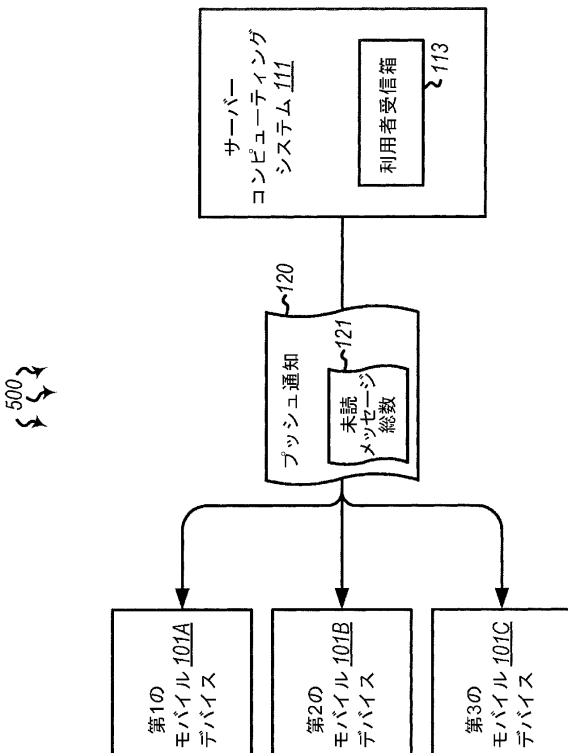 500
サーバー
コンピューティング
システム 111
利用者受信箱
113
プッシュ通知
120
未読
メッセージ
総数
121
第1の
モバイル 101A
デバイス
第2の
モバイル 101B
デバイス
第3の
モバイル 101C
デバイス